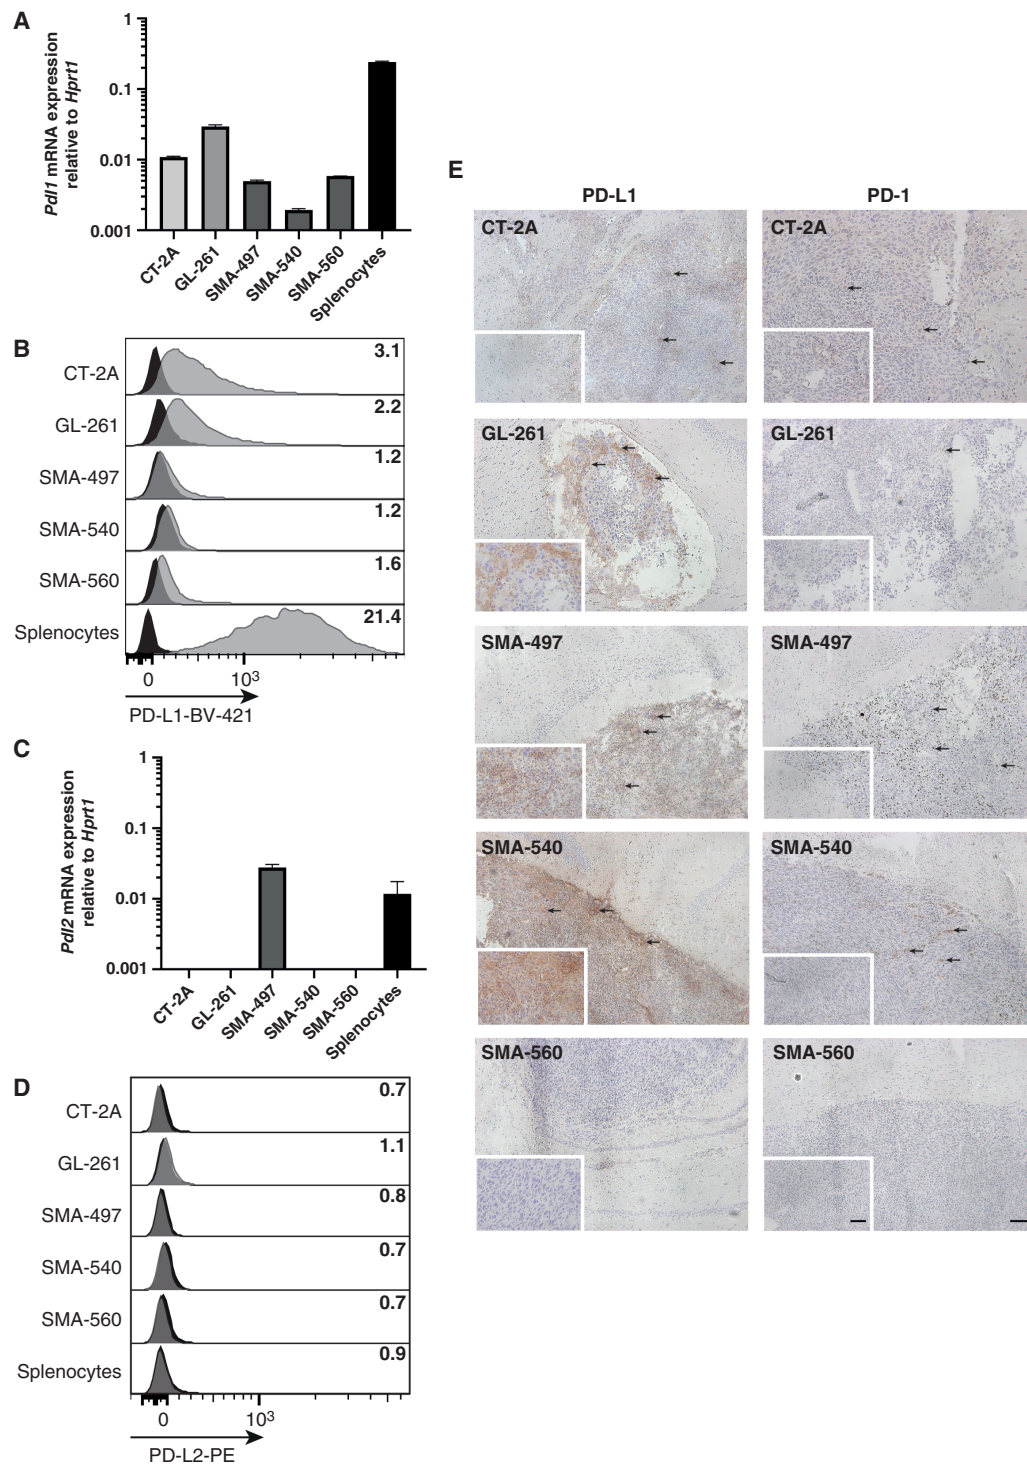 A
Pdl1 mRNA expression
relative to Hprt1
1
0.1
0.01
0.001
CT-2A
GL-261
SMA-497
SMA-540
SMA-560
Splenocytes
B
CT-2A 3.1
GL-261 2.2
SMA-497 1.2
SMA-540 1.2
SMA-560 1.6
Splenocytes 21.4
0 10³
PD-L1-BV-421
C
Pdl2 mRNA expression
relative to Hprt1
1
0.1
0.01
0.001
CT-2A
GL-261
SMA-497
SMA-540
SMA-560
Splenocytes
D
CT-2A 0.7
GL-261 1.1
SMA-497 0.8
SMA-540 0.7
SMA-560 0.7
Splenocytes 0.9
0 10³
PD-L2-PE
E
PD-L1 PD-1
CT-2A CT-2A
GL-261 GL-261
SMA-497 SMA-497
SMA-540 SMA-540
SMA-560 SMA-560